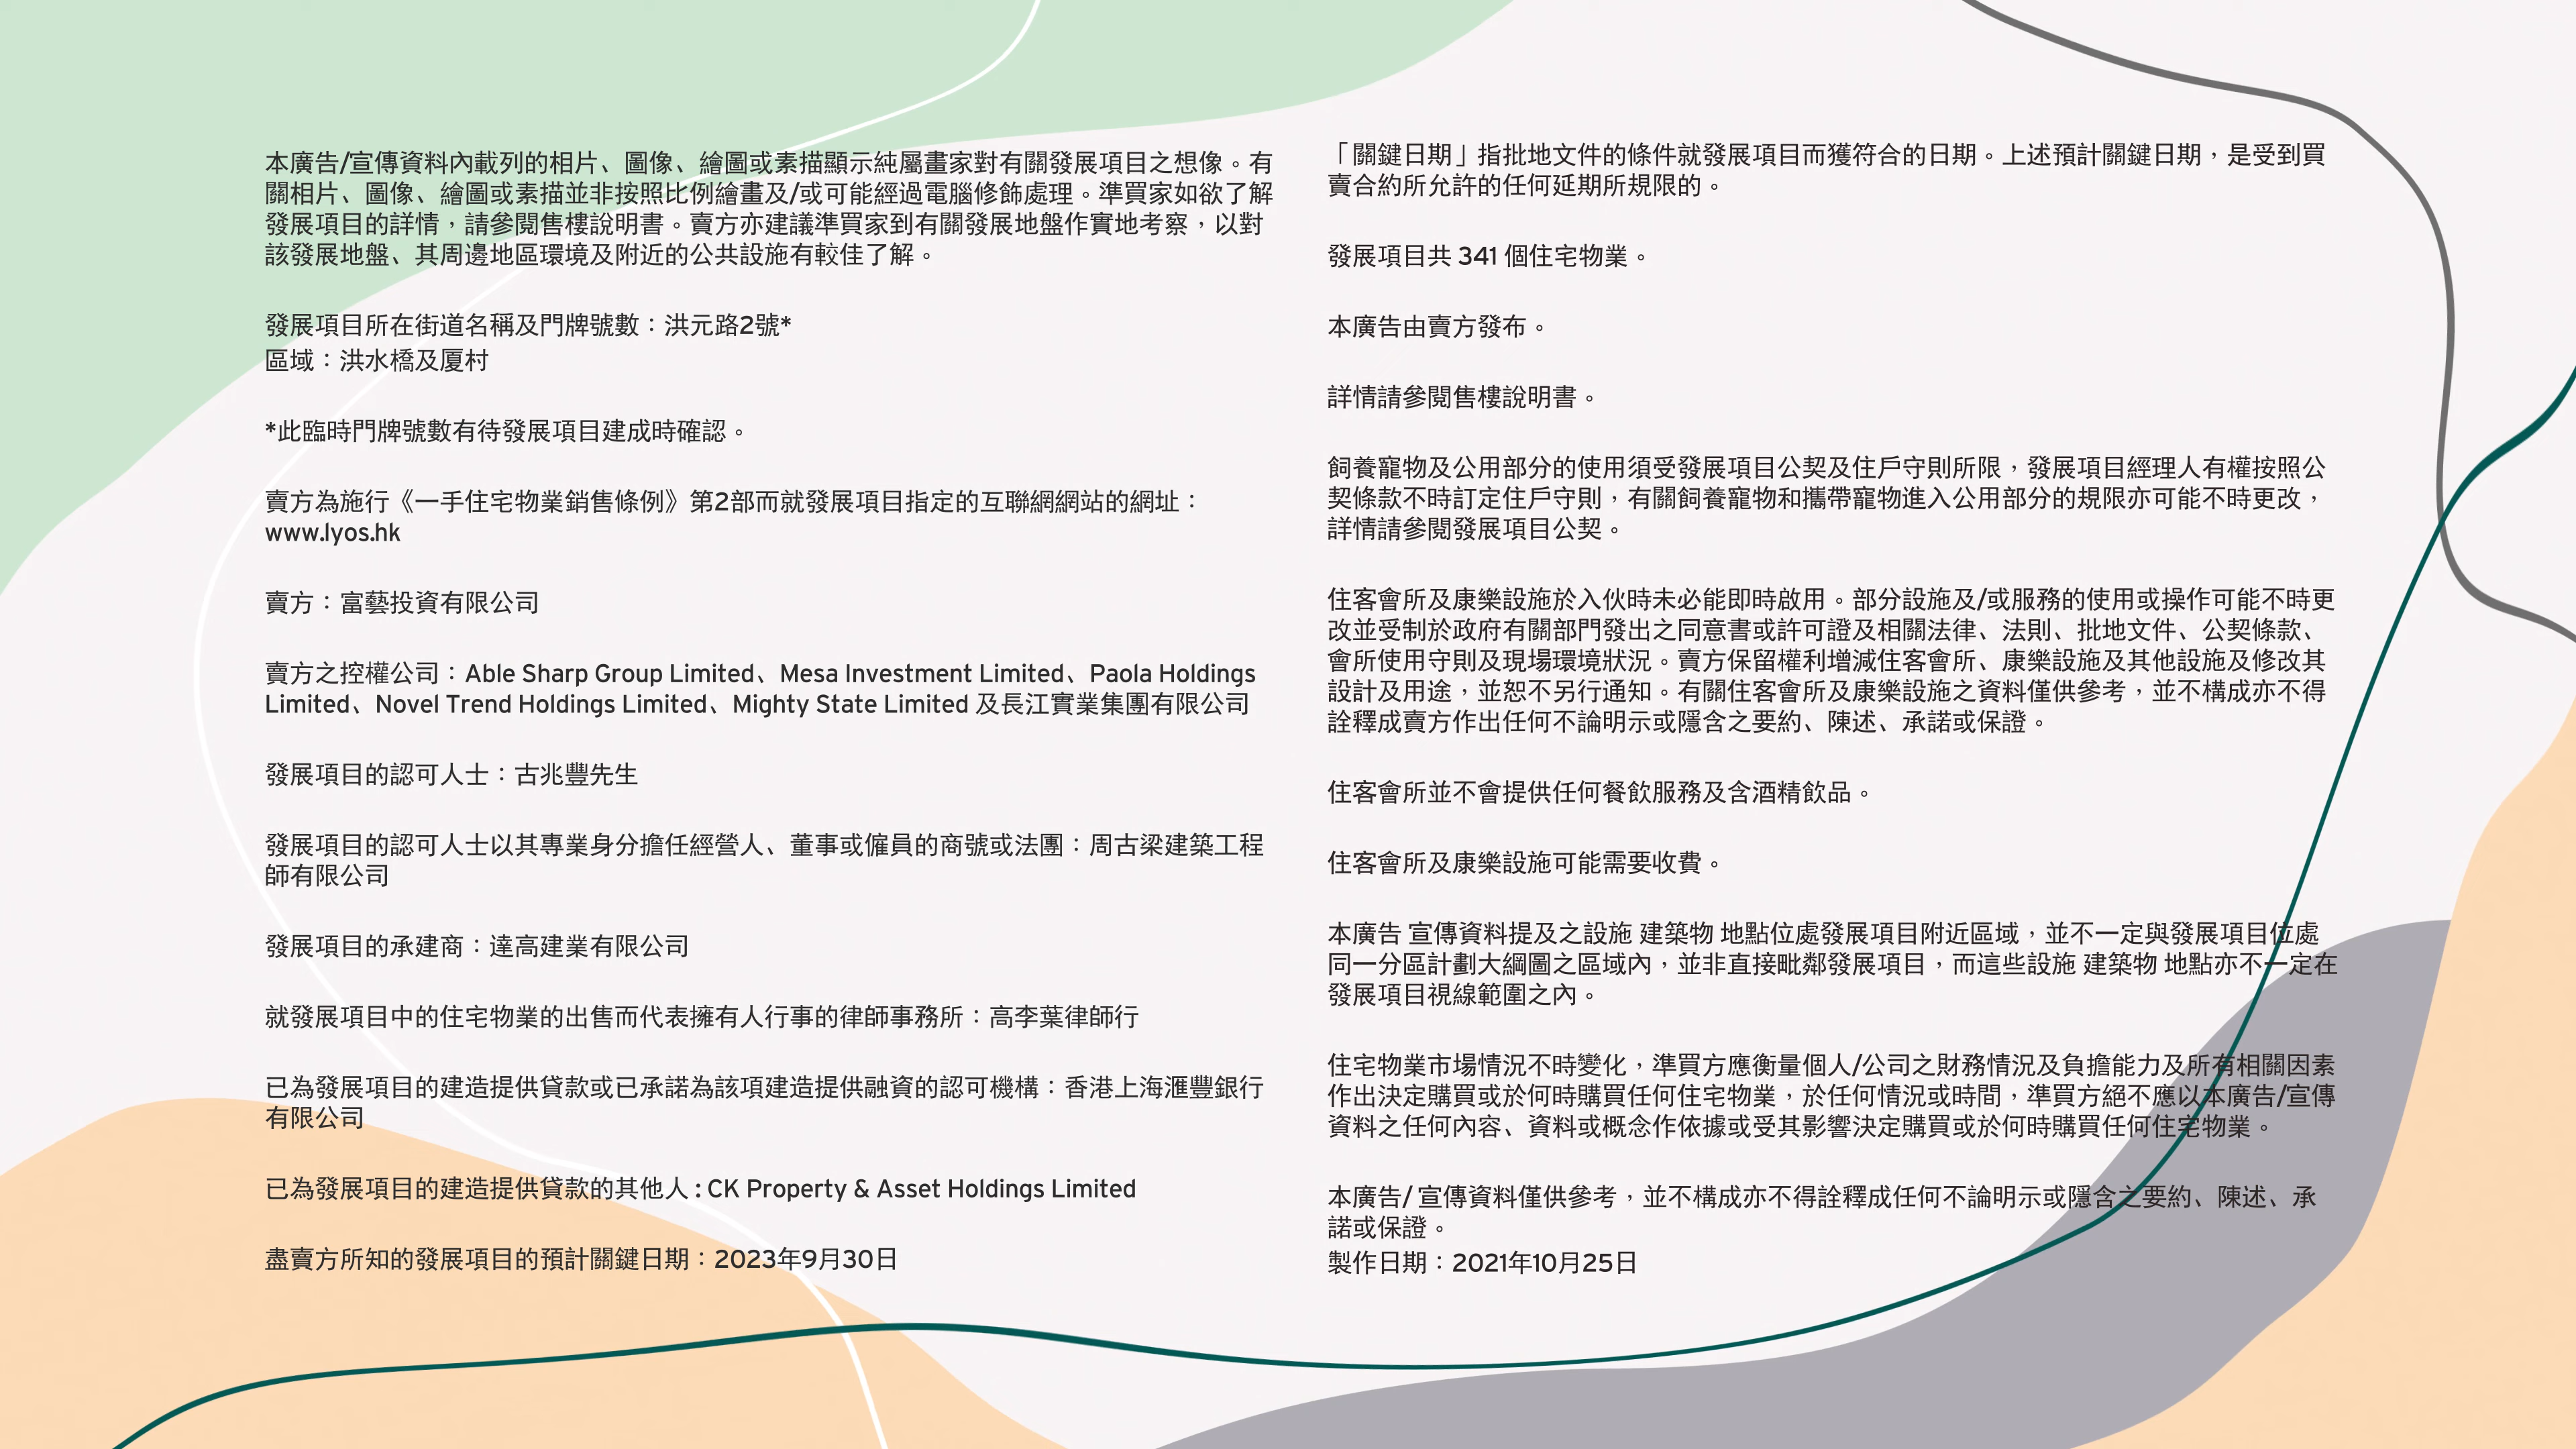 本廣告/宣傳資料內載列的相片、圖像、繪圖或素描顯示純屬畫家對有關發展項目之想像。有
關相片、圖像、繪圖或素描並非按照比例繪畫及/或可能經過電腦修飾處理。準買家如欲了解
發展項目的詳情，請參閱售樓說明書。賣方亦建議準買家到有關發展地盤作實地考察，以對
該發展地盤、其周邊地區環境及附近的公共設施有較佳了解。
發展項目所在街道名稱及門牌號數：洪元路2號*
區域：洪水橋及厦村
*此臨時門牌號數有待發展項目建成時確認。
賣方為施行《一手住宅物業銷售條例》第2部而就發展項目指定的互聯網網站的網址：
www.lyos.hk
賣方：富藝投資有限公司
賣方之控權公司：Able Sharp Group Limited、Mesa Investment Limited、Paola Holdings
Limited、Novel Trend Holdings Limited、Mighty State Limited 及長江實業集團有限公司
發展項目的認可人士：古兆豐先生
發展項目的認可人士以其專業身分擔任經營人、董事或僱員的商號或法團：周古梁建築工程
師有限公司
發展項目的承建商：達高建業有限公司
就發展項目中的住宅物業的出售而代表擁有人行事的律師事務所：高李葉律師行
已為發展項目的建造提供貸款或已承諾為該項建造提供融資的認可機構：香港上海滙豐銀行
有限公司
已為發展項目的建造提供貸款的其他人 : CK Property & Asset Holdings Limited
盡賣方所知的發展項目的預計關鍵日期：2023年9月30日
「關鍵日期」指批地文件的條件就發展項目而獲符合的日期。上述預計關鍵日期，是受到買
賣合約所允許的任何延期所規限的。
發展項目共 341 個住宅物業。
本廣告由賣方發布。
詳情請參閱售樓說明書。
飼養寵物及公用部分的使用須受發展項目公契及住戶守則所限，發展項目經理人有權按照公
契條款不時訂定住戶守則，有關飼養寵物和攜帶寵物進入公用部分的規限亦可能不時更改，
詳情請參閱發展項目公契。
住客會所及康樂設施於入伙時未必能即時啟用。部分設施及/或服務的使用或操作可能不時更
改並受制於政府有關部門發出之同意書或許可證及相關法律、法則、批地文件、公契條款、
會所使用守則及現場環境狀況。賣方保留權利增減住客會所、康樂設施及其他設施及修改其
設計及用途，並恕不另行通知。有關住客會所及康樂設施之資料僅供參考，並不構成亦不得
詮釋成賣方作出任何不論明示或隱含之要約、陳述、承諾或保證。
住客會所並不會提供任何餐飲服務及含酒精飲品。
住客會所及康樂設施可能需要收費。
本廣告 宣傳資料提及之設施 建築物 地點位處發展項目附近區域，並不一定與發展項目位處
同一分區計劃大綱圖之區域內，並非直接毗鄰發展項目，而這些設施 建築物 地點亦不一定在
發展項目視線範圍之內。
住宅物業市場情況不時變化，準買方應衡量個人/公司之財務情況及負擔能力及所有相關因素
作出決定購買或於何時購買任何住宅物業，於任何情況或時間，準買方絕不應以本廣告/宣傳
資料之任何內容、資料或概念作依據或受其影響決定購買或於何時購買任何住宅物業。
本廣告/ 宣傳資料僅供參考，並不構成亦不得詮釋成任何不論明示或隱含之要約、陳述、承
諾或保證。
製作日期：2021年10月25日